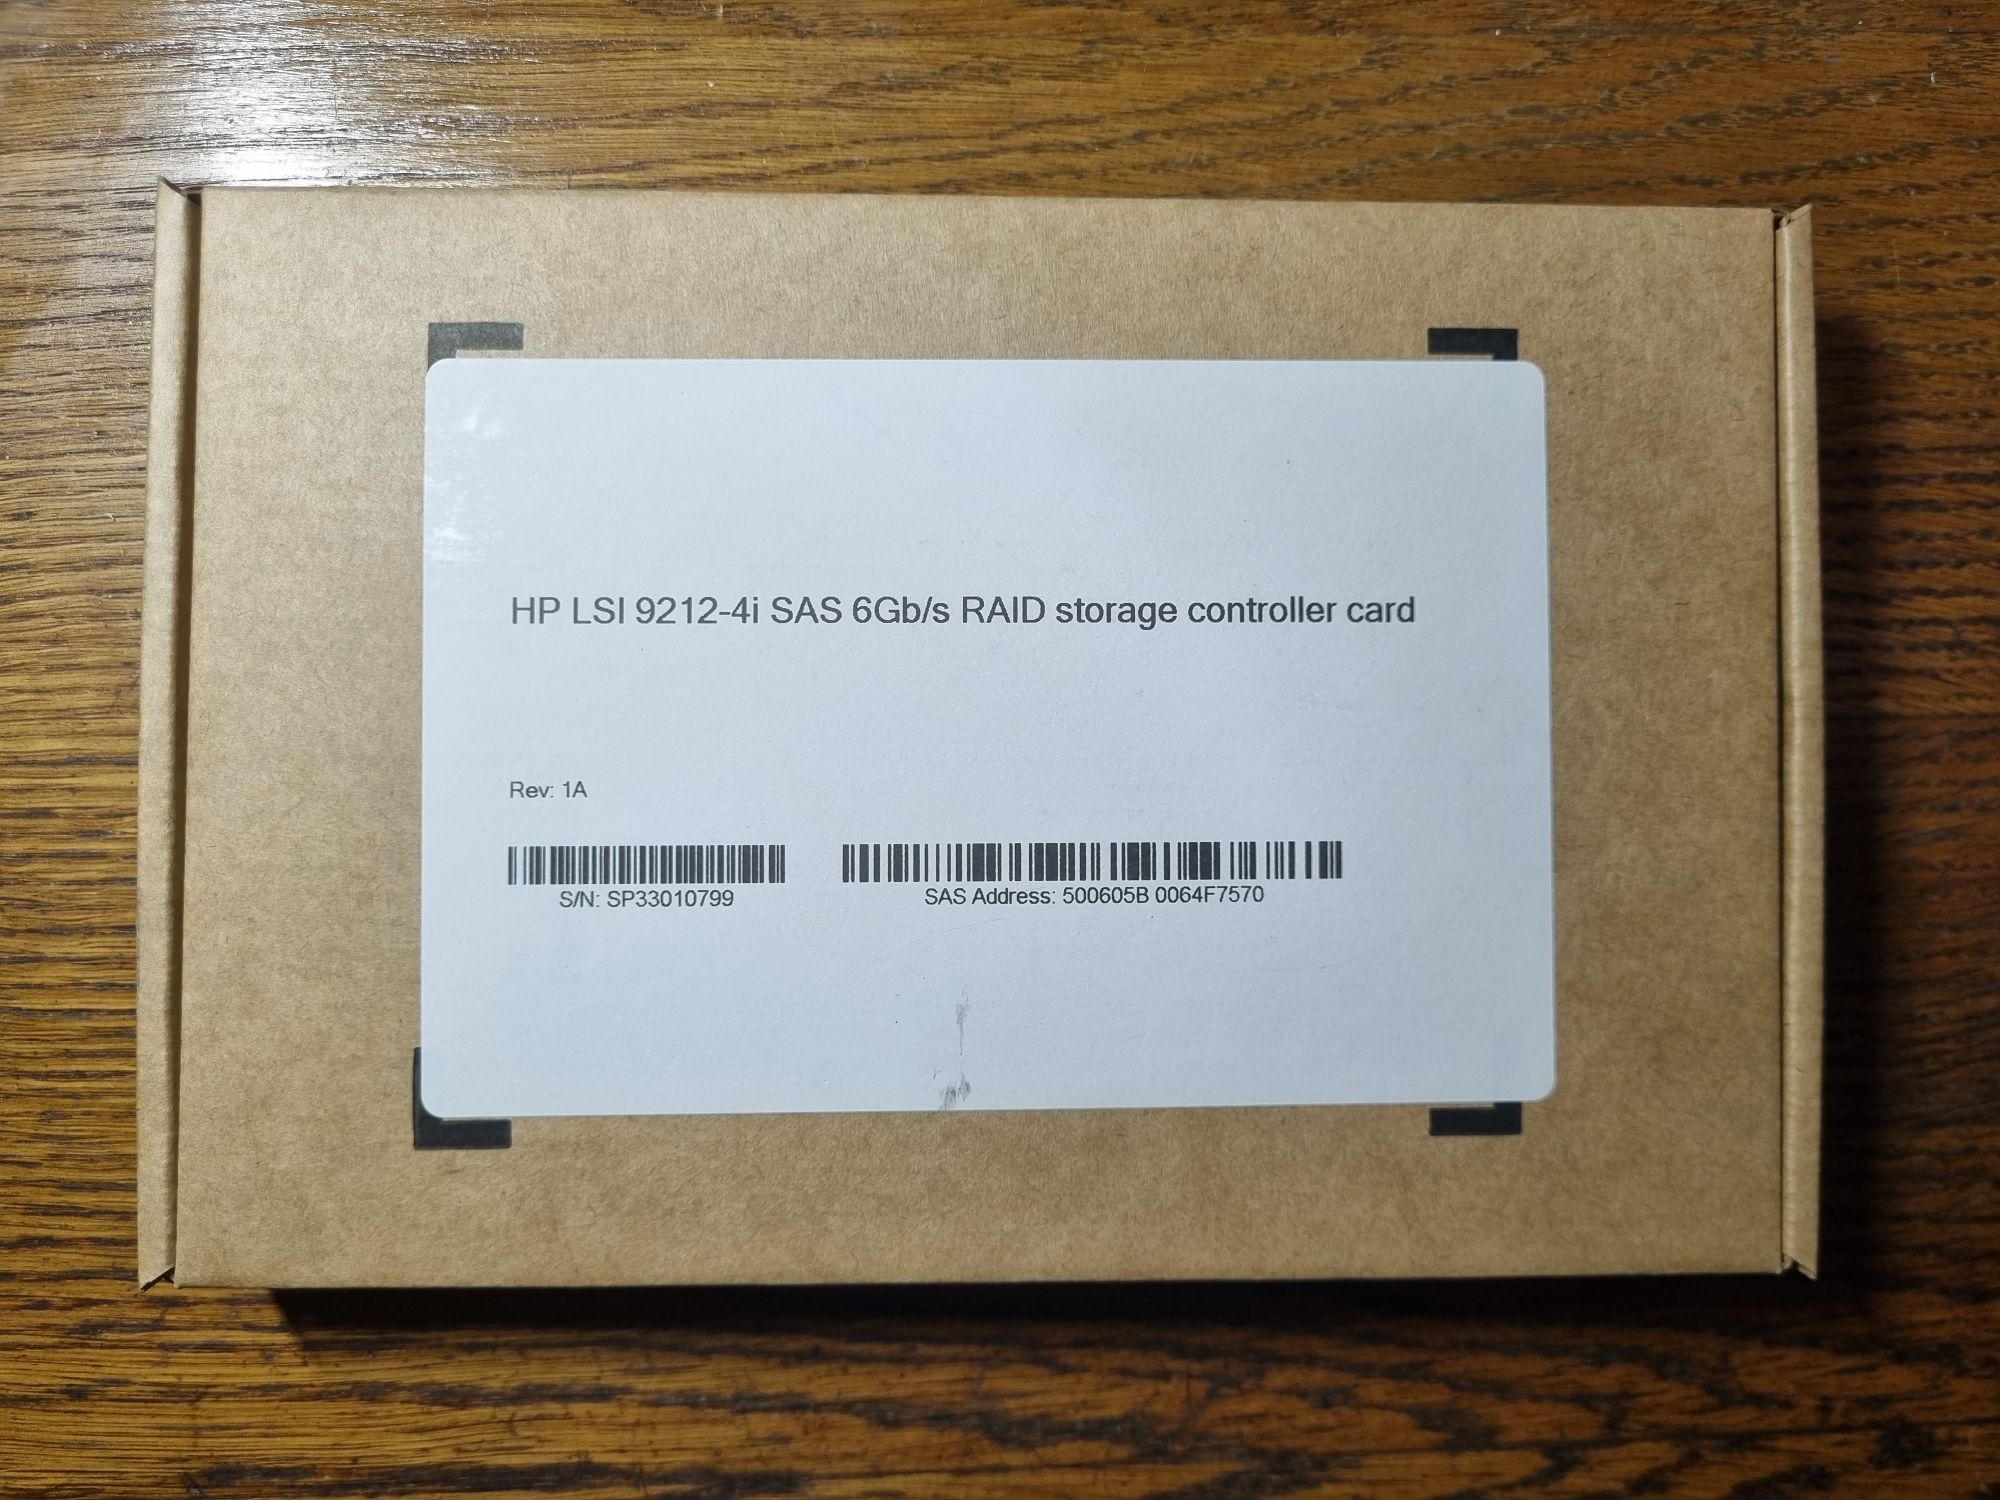 HP LSI 9212-4i SAS 6Gb/s RAID storage controller card
Rev: 1A
S/N: SP33010799
SAS Address: 500605B 0064F7570